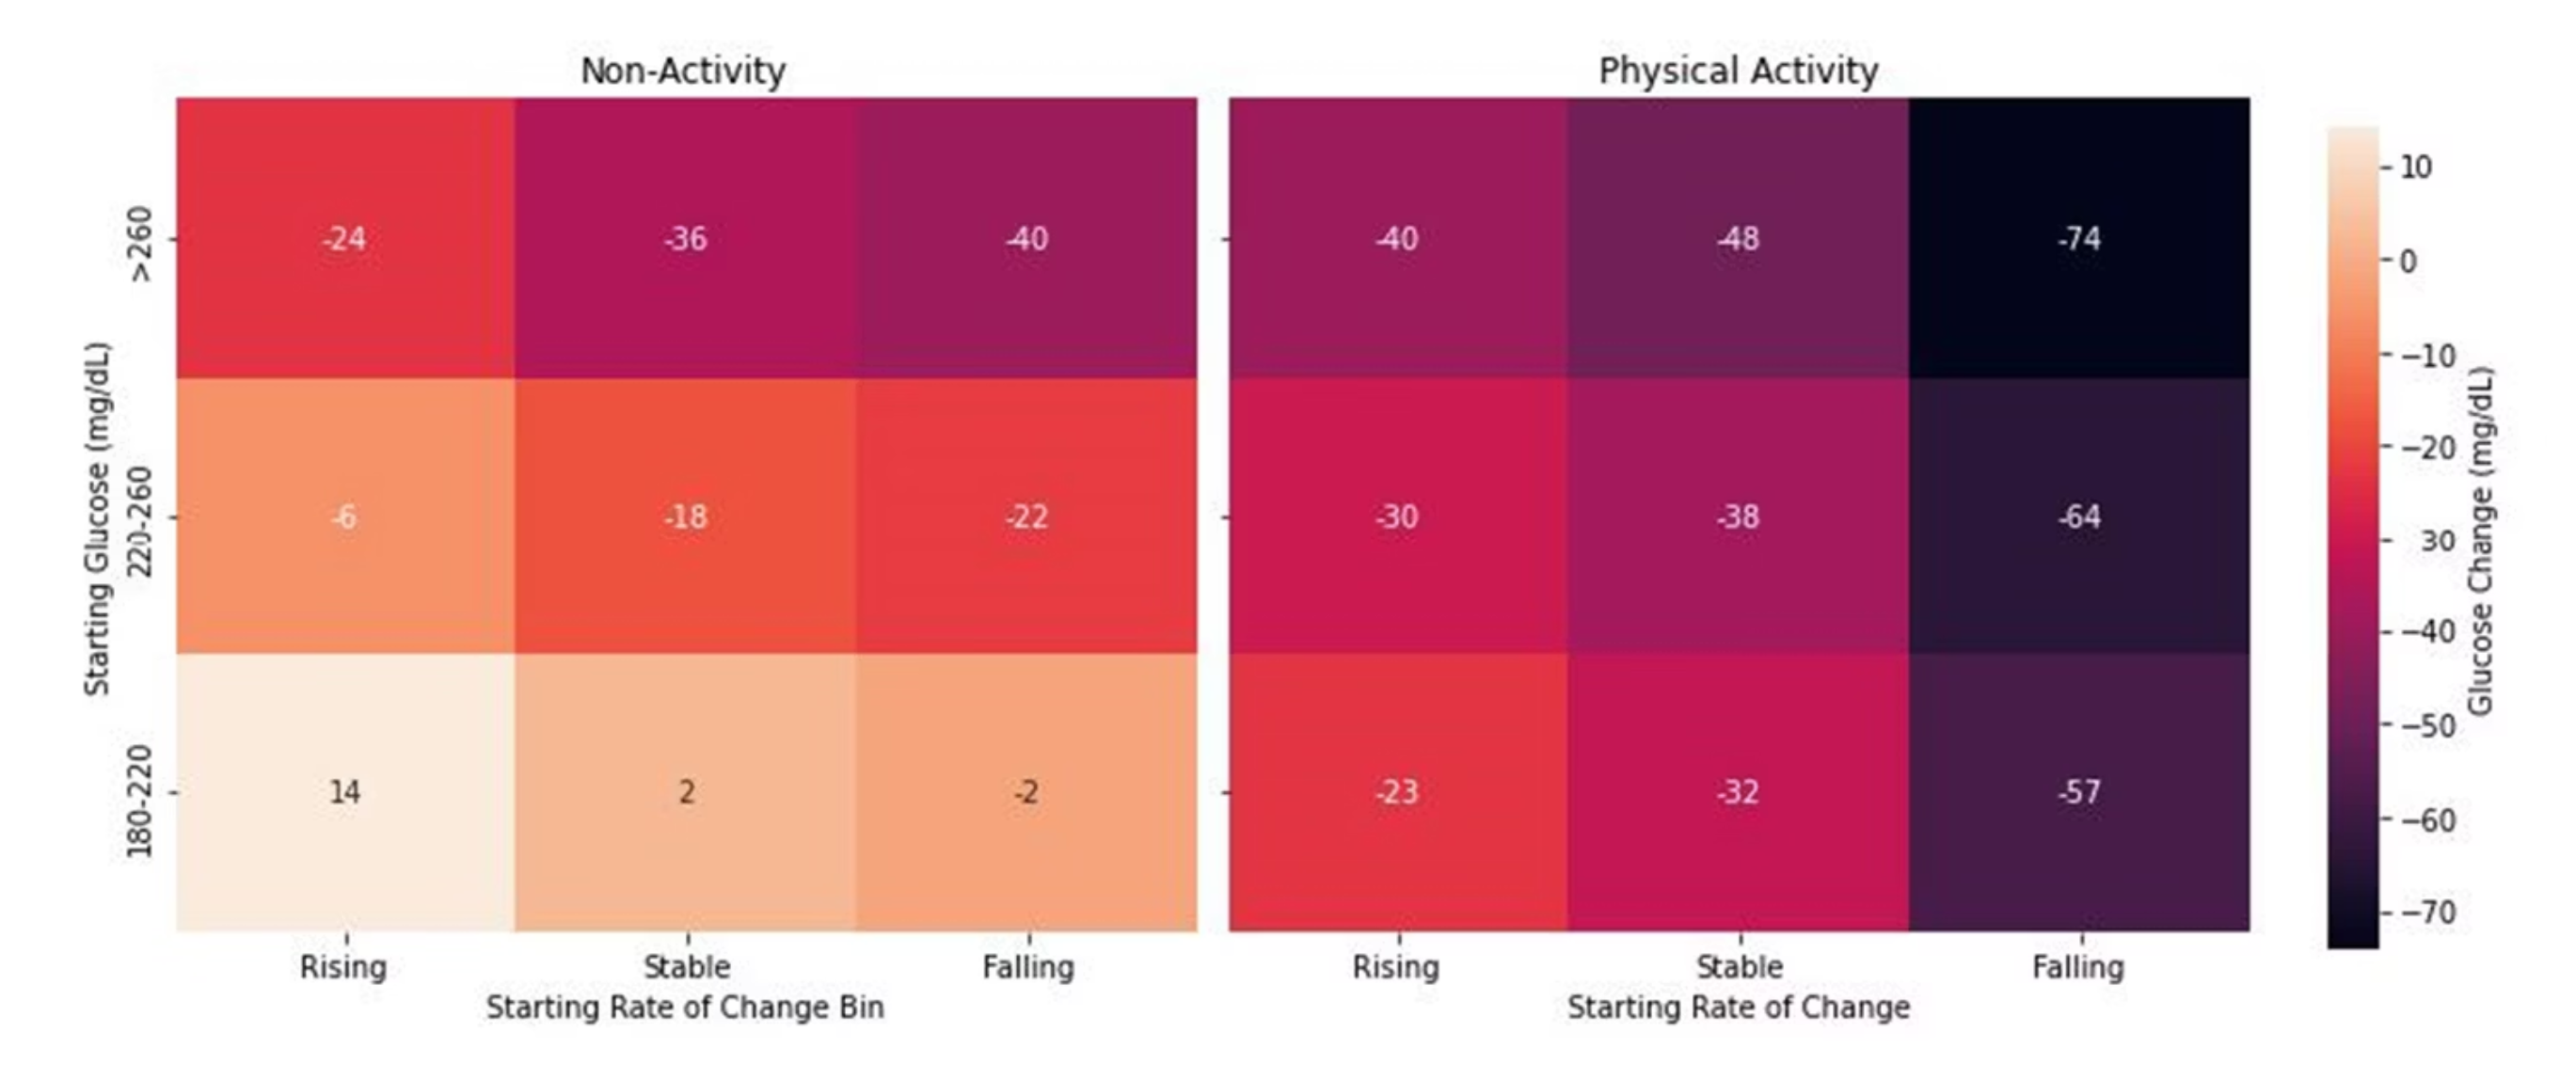 Non-Activity
Physical Activity
Starting Glucose (mg/dL)
>260
220-260
180-220
-24 -36 -40
-6 -18 -22
14 2 -2
-40 -48 -74
-30 -38 -64
-23 -32 -57
Rising Stable Falling
Starting Rate of Change Bin
Rising Stable Falling
Starting Rate of Change
10
0
−10
−20
30
−40
−50
−60
−70
Glucose Change (mg/dL)